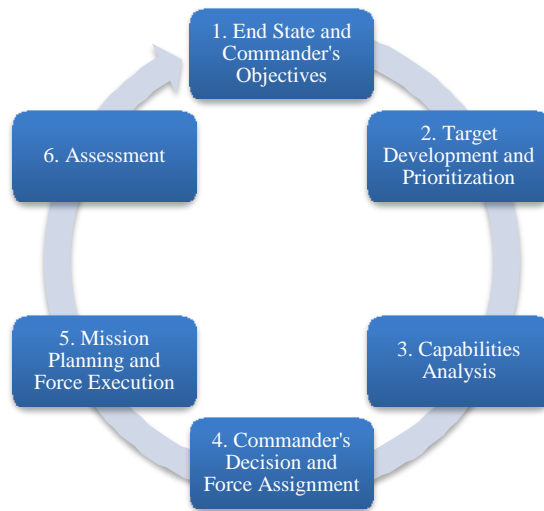 1. End State and
Commander's
Objectives
2. Target
Development and
Prioritization
3. Capabilities
Analysis
4. Commander's
Decision and
Force Assignment
5. Mission
Planning and
Force Execution
6. Assessment